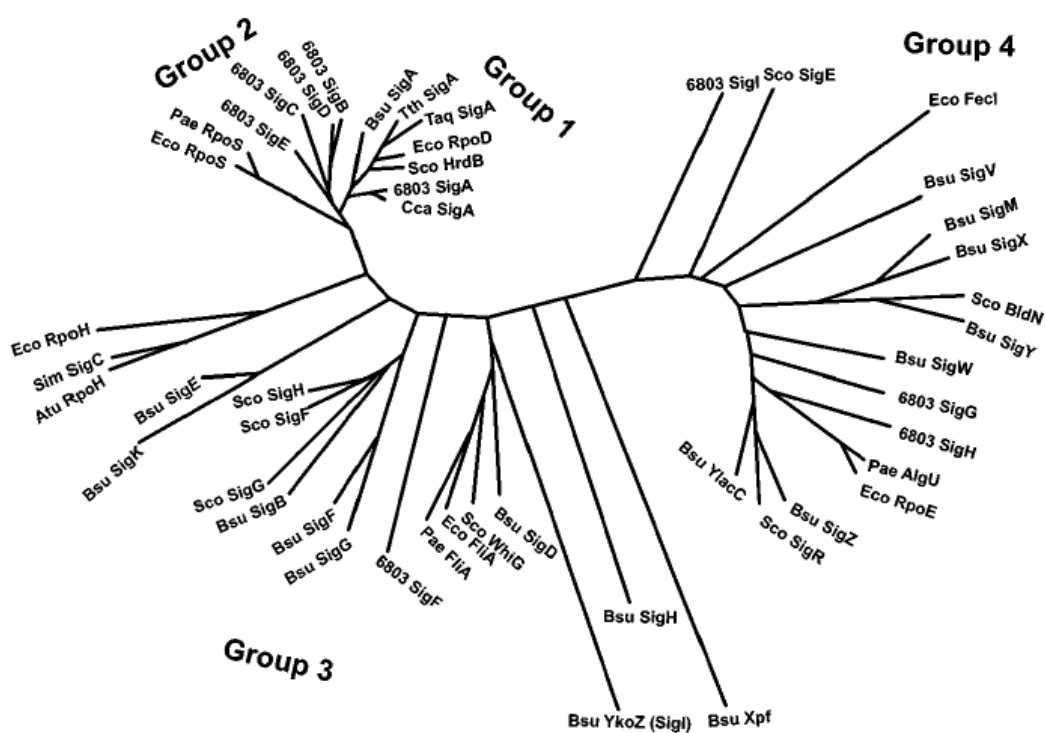 Group 2
Group 1
Group 4
6803 SigB
6803 SigD
6803 SigC
6803 SigE
Pae RpoS
Eco RpoS
Bsu SigA
Tth SigA
Taq SigA
Eco RpoD
Sco HrdB
6803 SigA
Cca SigA
6803 SigI
Sco SigE
Eco FecI
Bsu SigV
Bsu SigM
Bsu SigX
Sco BldN
Bsu SigY
Bsu SigW
6803 SigG
6803 SigH
Pae AlgU
Eco RpoE
Bsu SigZ
Sco SigR
Bsu YlacC
Eco RpoH
Sim SigC
Atu RpoH
Bsu SigE
Bsu SigK
Sco SigH
Sco SigF
Sco SigG
Bsu SigB
Bsu SigF
Bsu SigG
6803 SigF
Pae FliA
Eco FliA
Sco WhiG
Bsu SigD
Bsu SigH
Bsu YkoZ (SigI)
Bsu Xpf
Group 3